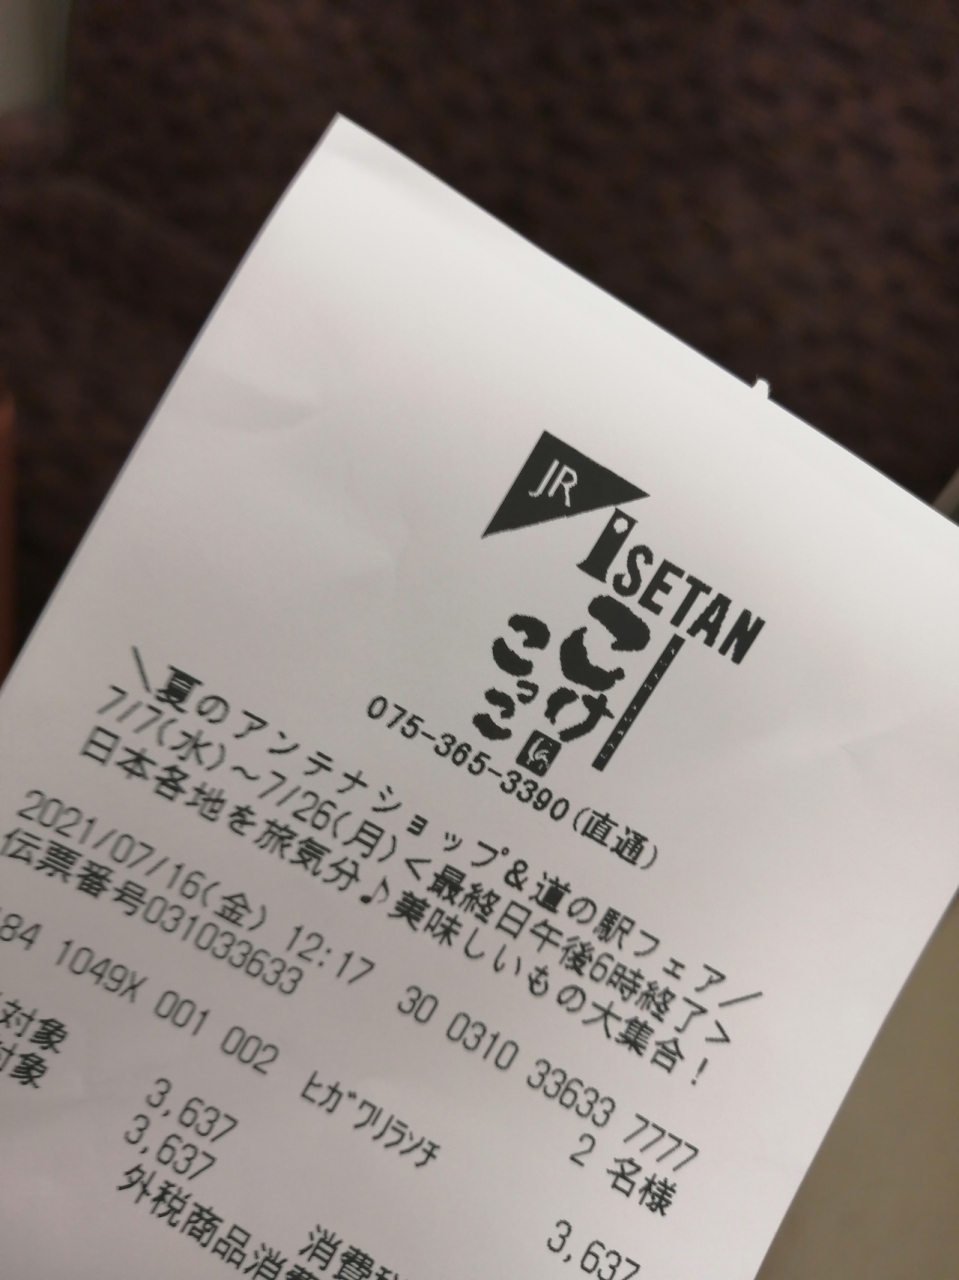 JR
iSETAN
こけ
こっこ
075-365-3390(直通)
＼夏のアンテナショップ&道の駅フェア／
7/7(水)～7/26(月)<最終日午後6時終了>
日本各地を旅気分♪美味しいもの大集合!
2021/07/16(金) 12:17 30 0310 33633 7777
伝票番号031033633 2 名様
84 1049X 001 002 ﾋｶﾞﾜﾘﾗﾝﾁ 3,637
対象 3,637
対象 3,637 消費税
外税商品消費